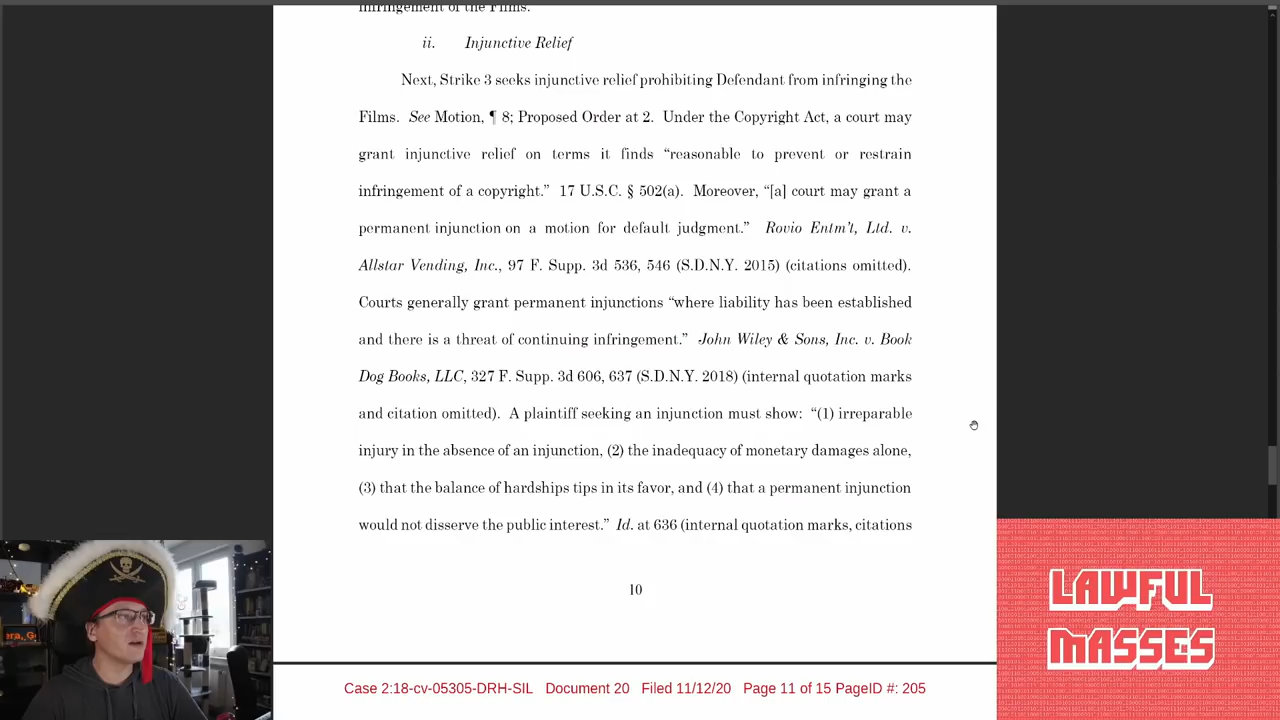 infringement of the Films.
ii. Injunctive Relief
Next, Strike 3 seeks injunctive relief prohibiting Defendant from infringing the
Films. See Motion, ¶ 8; Proposed Order at 2. Under the Copyright Act, a court may
grant injunctive relief on terms it finds “reasonable to prevent or restrain
infringement of a copyright.” 17 U.S.C. § 502(a). Moreover, “[a] court may grant a
permanent injunction on a motion for default judgment.” Rovio Entm’t, Ltd. v.
Allstar Vending, Inc., 97 F. Supp. 3d 536, 546 (S.D.N.Y. 2015) (citations omitted).
Courts generally grant permanent injunctions “where liability has been established
and there is a threat of continuing infringement.” John Wiley & Sons, Inc. v. Book
Dog Books, LLC, 327 F. Supp. 3d 606, 637 (S.D.N.Y. 2018) (internal quotation marks
and citation omitted). A plaintiff seeking an injunction must show: “(1) irreparable
injury in the absence of an injunction, (2) the inadequacy of monetary damages alone,
(3) that the balance of hardships tips in its favor, and (4) that a permanent injunction
would not disserve the public interest.” Id. at 636 (internal quotation marks, citations
10
Case 2:18-cv-05305-DRH-SIL Document 20 Filed 11/12/20 Page 11 of 15 PageID #: 205
era, G
LAWFUL
MASSES